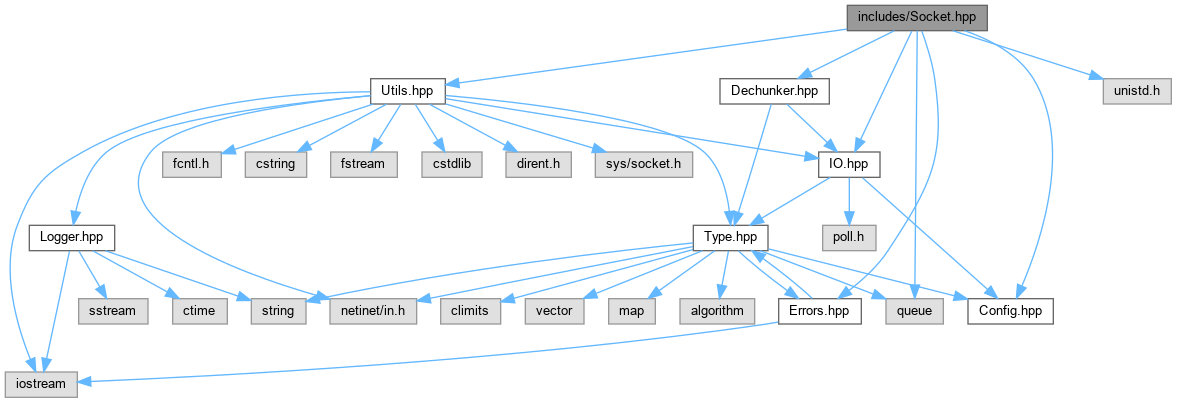 includes/Socket.hpp
Utils.hpp
Dechunker.hpp
unistd.h
fcntl.h
cstring
fstream
cstdlib
dirent.h
sys/socket.h
IO.hpp
Logger.hpp
Type.hpp
poll.h
sstream
ctime
string
netinet/in.h
climits
vector
map
algorithm
Errors.hpp
queue
Config.hpp
iostream